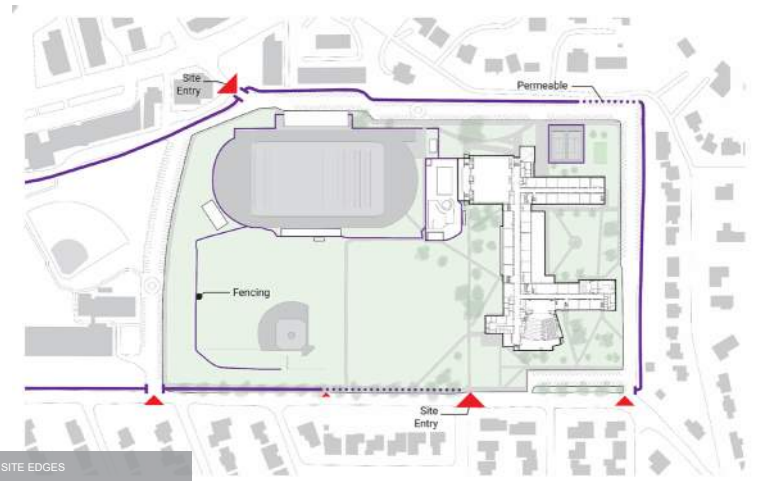 Site
Entry
Permeable
Fencing
Site
Entry
SITE EDGES